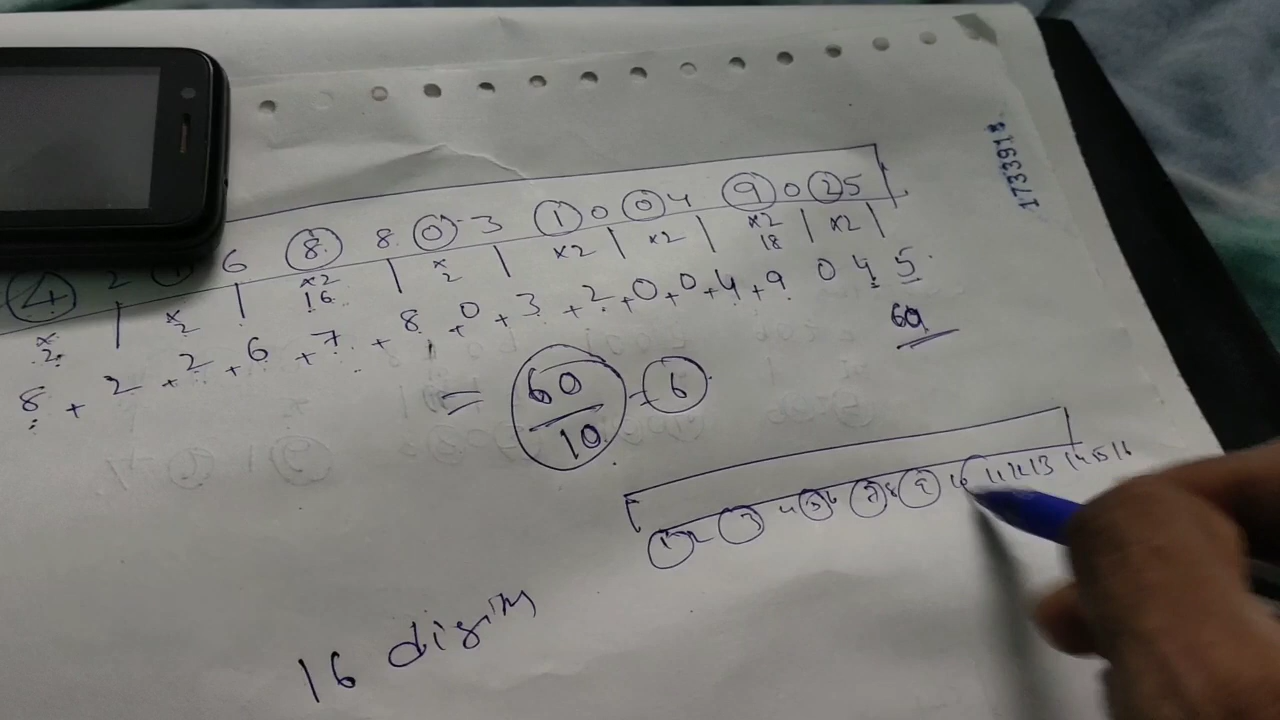 1733918
4 2 6 8 8 0 3 1 0 0 4 9 0 2 5
x2 | x2 | x2 | x2 | x2 | x2 | x2 | x2 |
16 18
8 + 2 + 2 + 6 + 7 + 8 + 0 + 3 + 2 + 0 + 0 + 4 + 9 0 4 5
60
= 60/10 = 6
1 2 3 4 5 6 7 8 9 10 11 12 13 14 15 16
16 digits